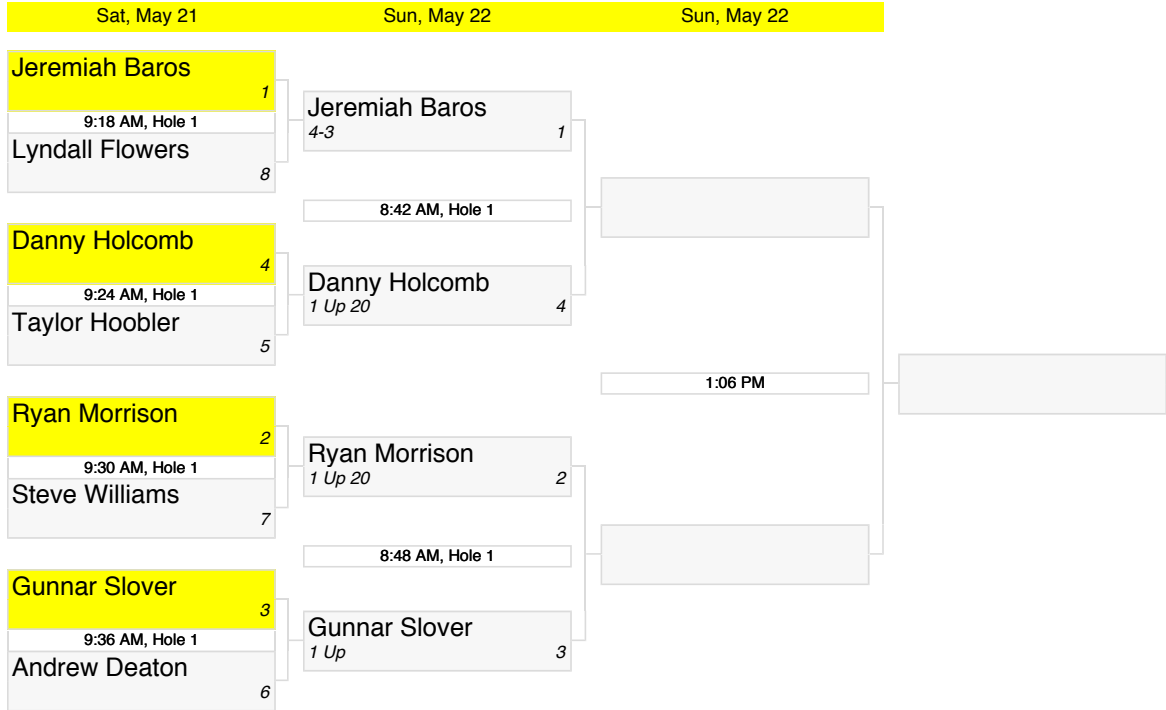 Sat, May 21
Sun, May 22
Sun, May 22
Jeremiah Baros
1
9:18 AM, Hole 1
Lyndall Flowers
8
Danny Holcomb
4
9:24 AM, Hole 1
Taylor Hoobler
5
Ryan Morrison
2
9:30 AM, Hole 1
Steve Williams
7
Gunnar Slover
3
9:36 AM, Hole 1
Andrew Deaton
6
Jeremiah Baros
4-3 1
8:42 AM, Hole 1
Danny Holcomb
1 Up 20 4
Ryan Morrison
1 Up 20 2
8:48 AM, Hole 1
Gunnar Slover
1 Up 3
1:06 PM